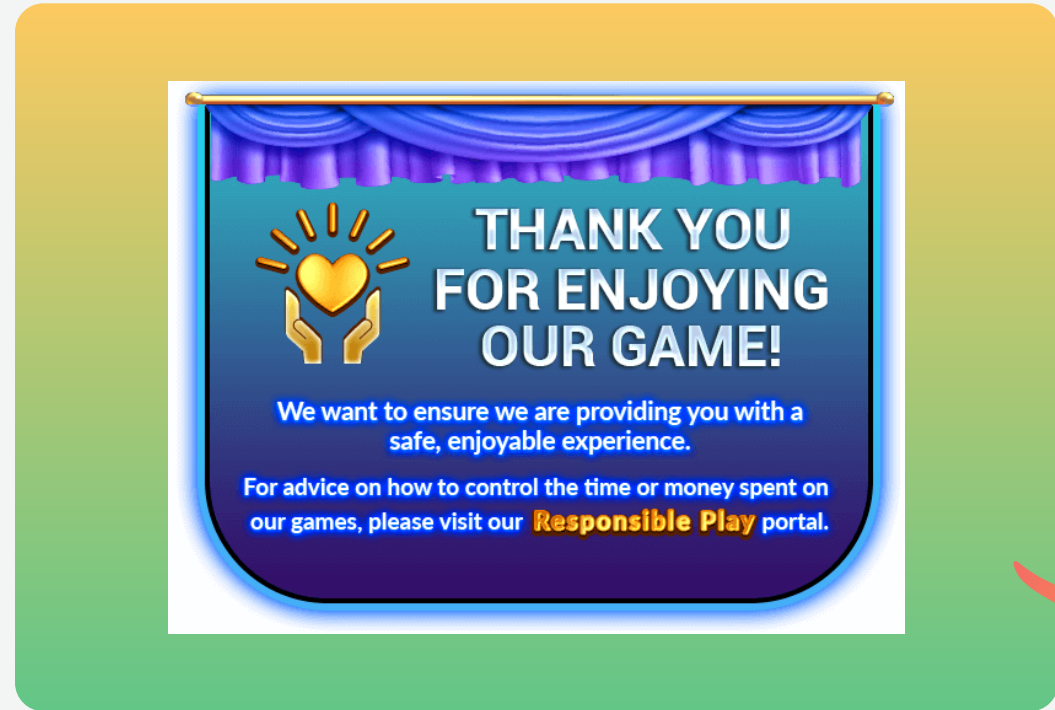 THANK YOU
FOR ENJOYING
OUR GAME!
We want to ensure we are providing you with a
safe, enjoyable experience.
For advice on how to control the time or money spent on
our games, please visit our Responsible Play portal.